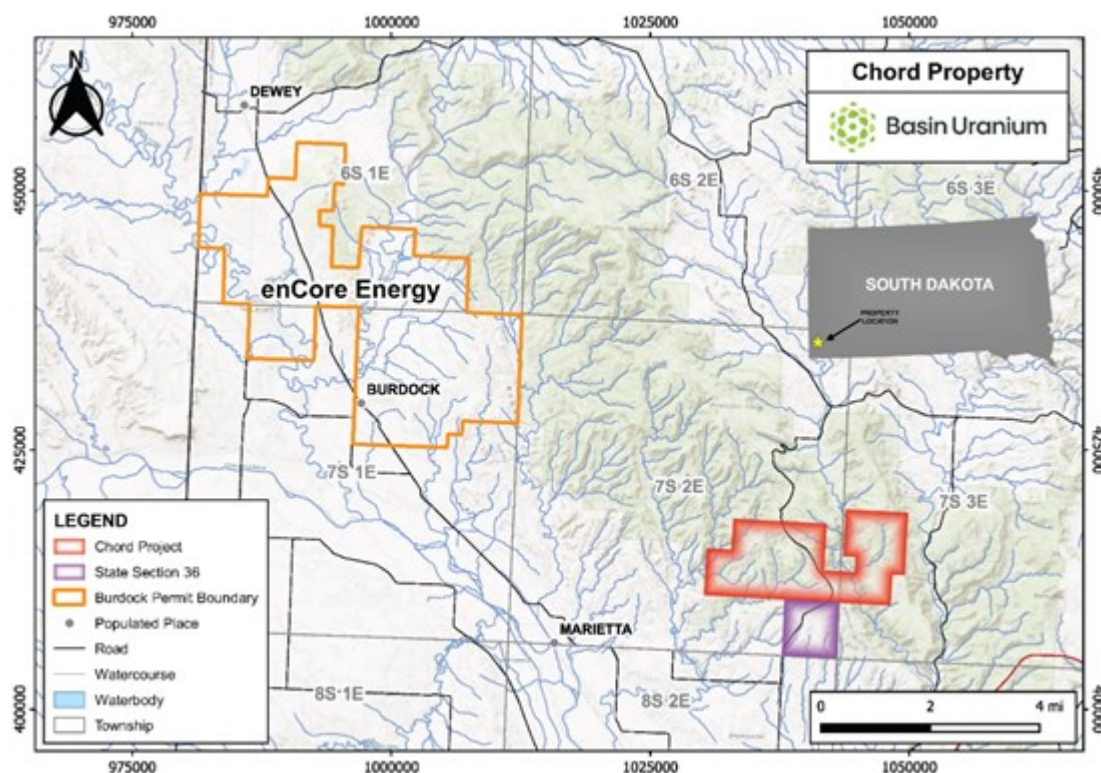 975000
1000000
1025000
1050000
N
DEWEY
Chord Property
Basin Uranium
6S 1E
6S 2E
6S 3E
450000
450000
enCore Energy
SOUTH DAKOTA
PROPERTY
LOCATION
BURDOCK
425000
425000
7S 1E
7S 2E
7S 3E
LEGEND
Chord Project
State Section 36
Burdock Permit Boundary
Populated Place
Road
Watercourse
Waterbody
Township
MARIETTA
8S 1E
8S 2E
400000
400000
0 2 4 mi
975000
1000000
1025000
1050000